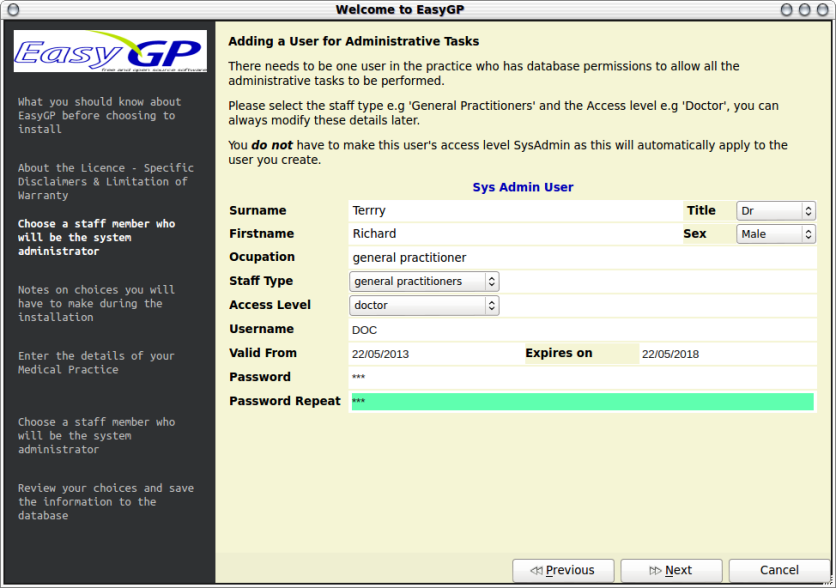 Welcome to EasyGP
Easy GP
free and open source software
What you should know about
EasyGP before choosing to
install
About the Licence - Specific
Disclaimers & Limitation of
Warranty
Choose a staff member who
will be the system
administrator
Notes on choices you will
have to make during the
installation
Enter the details of your
Medical Practice
Choose a staff member who
will be the system
administrator
Review your choices and save
the information to the
database
Adding a User for Administrative Tasks
There needs to be one user in the practice who has database permissions to allow all the
administrative tasks to be performed.
Please select the staff type e.g 'General Practitioners' and the Access level e.g 'Doctor', you can
always modify these details later.
You do not have to make this user's access level SysAdmin as this will automatically apply to the
user you create.
Sys Admin User
Surname Terrry Title Dr
Firstname Richard Sex Male
Ocupation general practitioner
Staff Type general practitioners
Access Level doctor
Username DOC
Valid From 22/05/2013 Expires on 22/05/2018
Password ***
Password Repeat ***
Previous Next Cancel